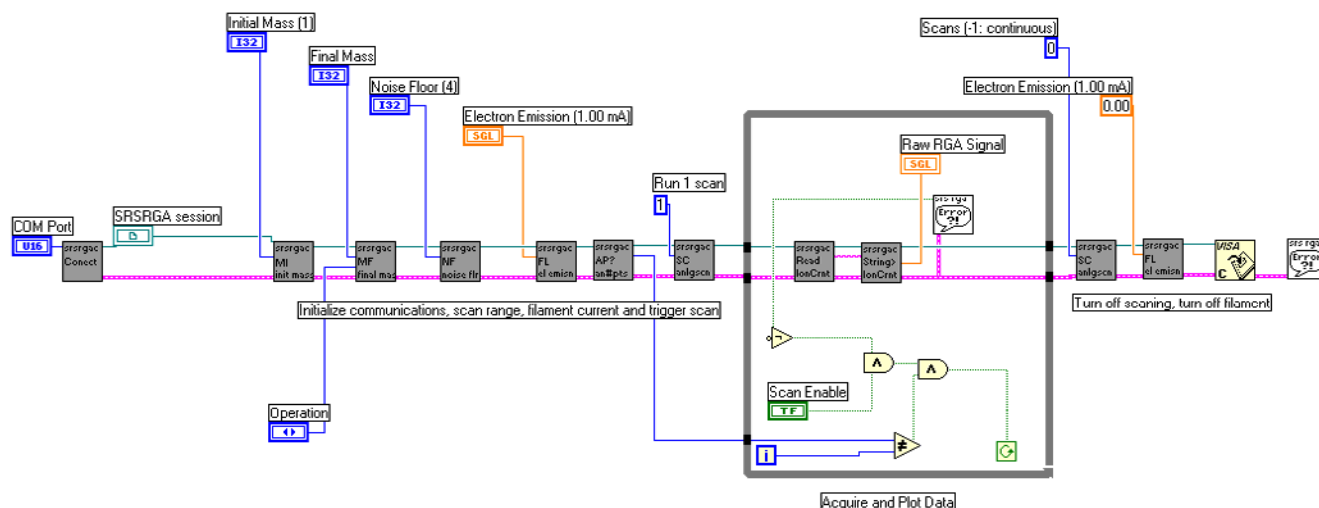 Initial Mass (1)
I32
Final Mass
I32
Noise Floor (4)
I32
Electron Emission (1.00 mA)
SGL
Scans (-1: continuous)
0
Electron Emission (1.00 mA)
0.00
Raw RGA Signal
SGL
Run 1 scan
1
COM Port
U16
SRSRGA session
srsrgac
Conect
srsrgac
MI
init mass
srsrgac
MF
final mas
srsrgac
NF
noise flr
srsrgac
FL
el emisn
srsrgac
AP?
an#pts
srsrgac
SC
anlgscn
srsrgac
Read
IonCrnt
srsrgac
String>
IonCrnt
srsrga
Error
?!
srsrgac
SC
anlgscn
srsrgac
FL
el emisn
VISA
C
srsrga
Error
?!
Initialize communications, scan range, filament current and trigger scan
Turn off scaning, turn off filament
Scan Enable
TF
Operation
i
Acquire and Plot Data